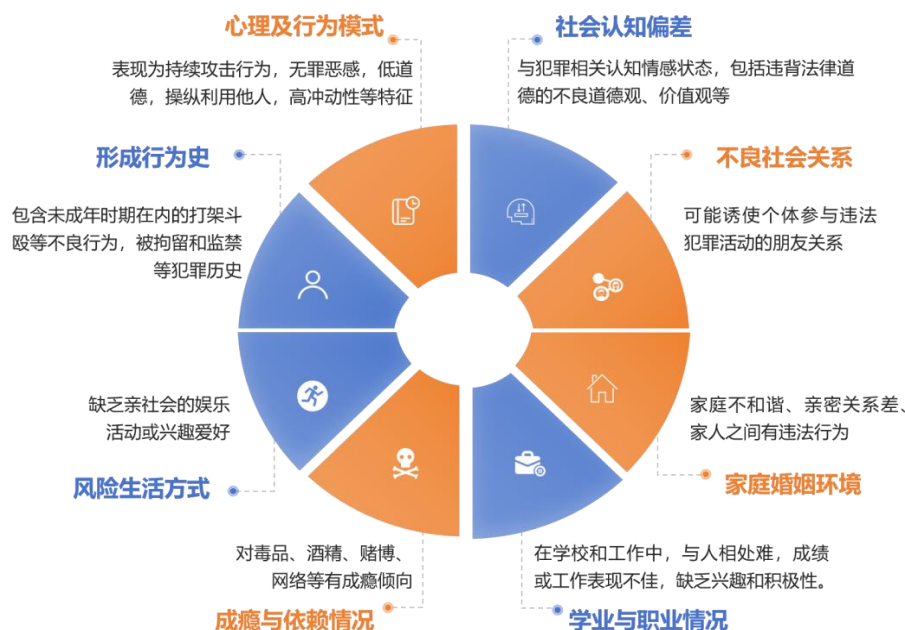 心理及行为模式
表现为持续攻击行为，无罪恶感，低道
德，操纵利用他人，高冲动性等特征
社会认知偏差
与犯罪相关认知情感状态，包括违背法律道
德的不良道德观、价值观等
形成行为史
包含未成年时期在内的打架斗
殴等不良行为，被拘留和监禁
等犯罪历史
不良社会关系
可能诱使个体参与违法
犯罪活动的朋友关系
缺乏亲社会的娱乐
活动或兴趣爱好
风险生活方式
家庭不和谐、亲密关系差、
家人之间有违法行为
家庭婚姻环境
对毒品、酒精、赌博、
网络等有成瘾倾向
成瘾与依赖情况
在学校和工作中，与人相处难，成绩
或工作表现不佳，缺乏兴趣和积极性。
学业与职业情况